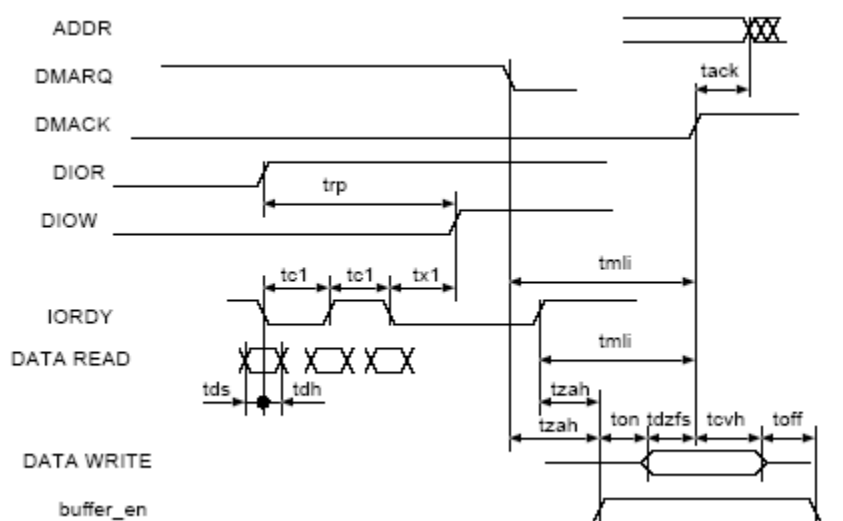 ADDR
DMARQ
tack
DMACK
DIOR
trp
DIOW
tmli
tc1 tc1 tx1
IORDY
tmli
DATA READ
tds tdh tzah
tzah ton tdzfs tcvh toff
DATA WRITE
buffer_en